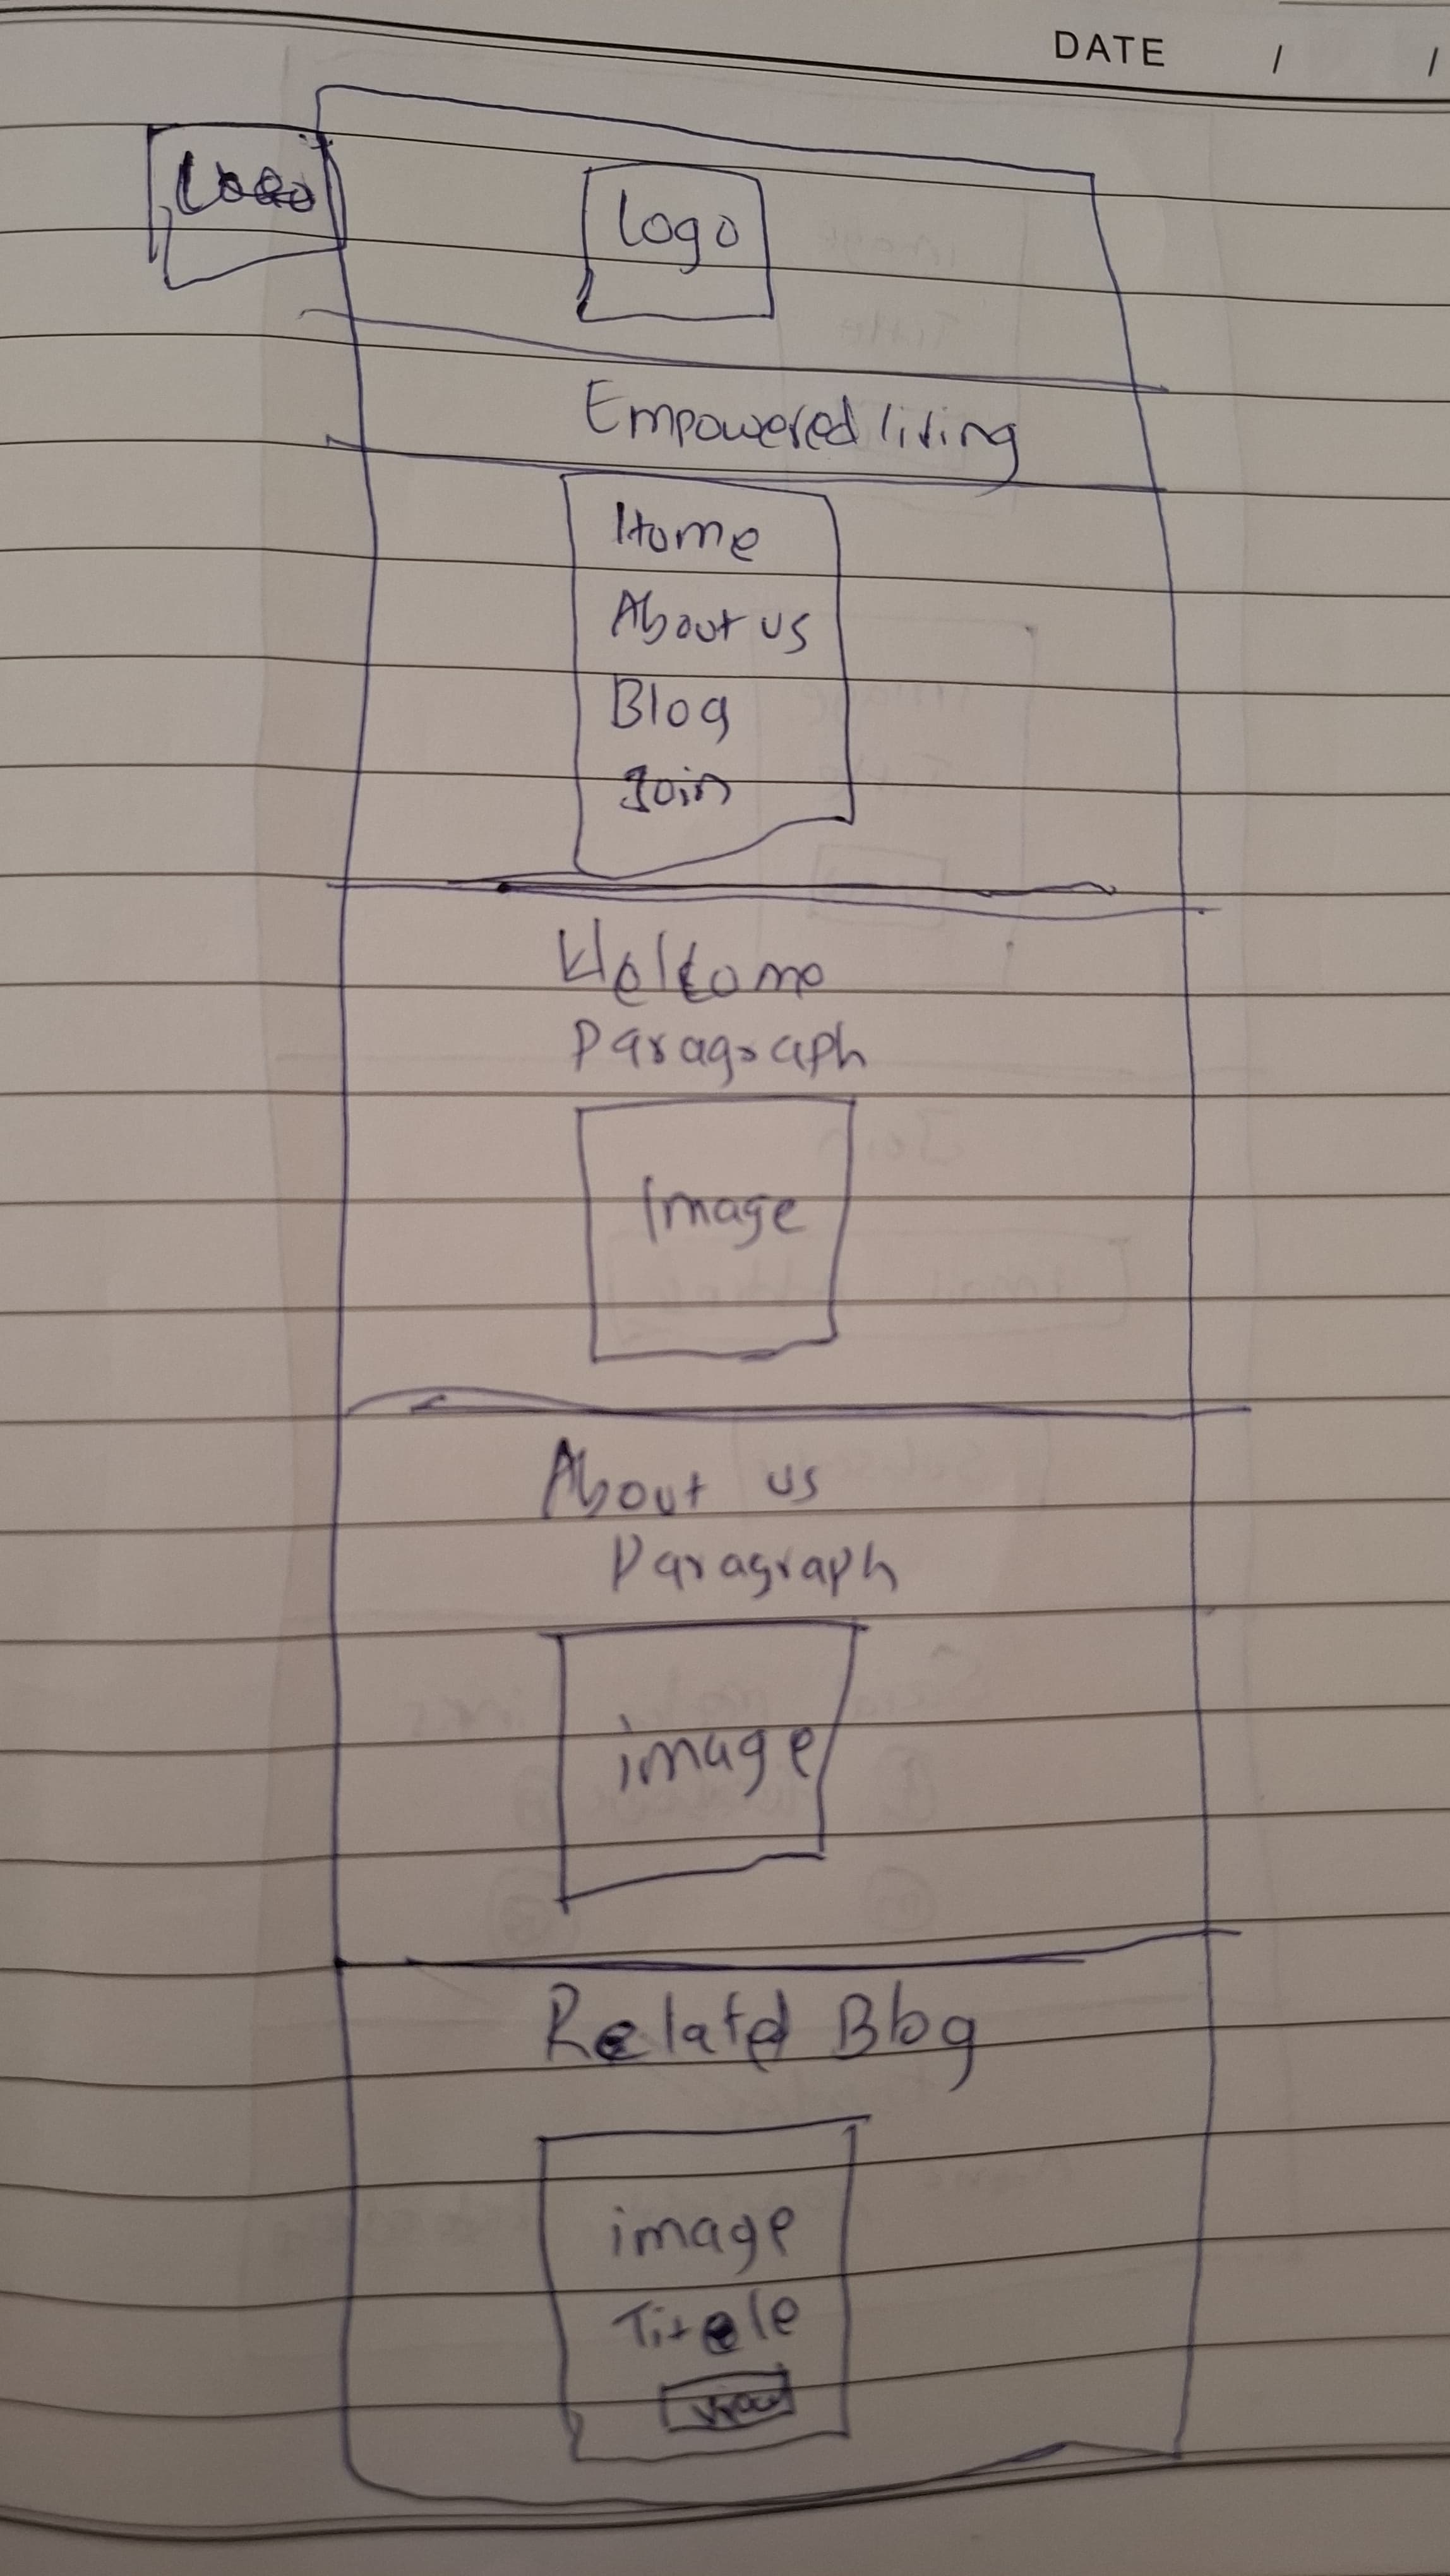 DATE / /
Logo
Logo
Empowered living
Home
About us
Blog
Join
Welcome
Paragraph
Image
About us
Paragraph
image
Related Blog
image
Title
View